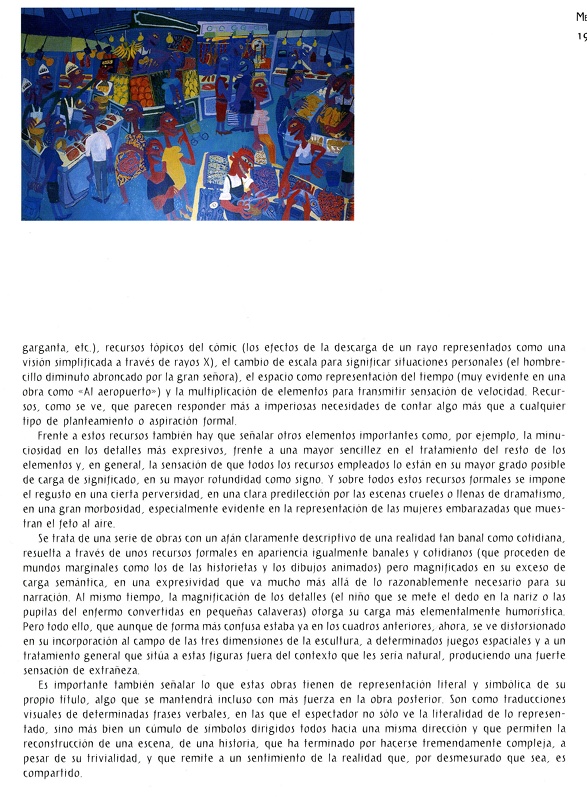 garganta, etc.), recursos tópicos del cómic (los efectos de la descarga de un rayo representados como una
visión simplificada a través de rayos X), el cambio de escala para significar situaciones personales (el hombre-
cillo diminuto abroncado por la gran señora), el espacio como representación del tiempo (muy evidente en una
obra como «Al aeropuerto») y la multiplicación de elementos para transmitir sensación de velocidad. Recur-
sos, como se ve, que parecen responder más a imperiosas necesidades de contar algo más que a cualquier
tipo de planteamiento o aspiración formal.
Frente a estos recursos también hay que señalar otros elementos importantes como, por ejemplo, la minu-
ciosidad en los detalles más expresivos, frente a una mayor sencillez en el tratamiento del resto de los
elementos y, en general, la sensación de que todos los recursos empleados lo están en su mayor grado posible
de carga de significado, en su mayor rotundidad como signo. Y sobre todos estos recursos formales se impone
el regusto en una cierta perversidad, en una clara predilección por las escenas crueles o llenas de dramatismo,
en una gran morbosidad, especialmente evidente en la representación de las mujeres embarazadas que mues-
tran el feto al aire.
Se trata de una serie de obras con un afán claramente descriptivo de una realidad tan banal como cotidiana,
resuelta a través de unos recursos formales en apariencia igualmente banales y cotidianos (que proceden de
mundos marginales como los de las historietas y los dibujos animados) pero magnificados en su exceso de
carga semántica, en una expresividad que va mucho más allá de lo razonablemente necesario para su
narración. Al mismo tiempo, la magnificación de los detalles (el niño que se mete el dedo en la nariz o las
pupilas del enfermo convertidas en pequeñas calaveras) otorga su carga más elementalmente humorística.
Pero todo ello, que aunque de forma más confusa estaba ya en los cuadros anteriores, ahora, se ve distorsionado
en su incorporación al campo de las tres dimensiones de la escultura, a determinados juegos espaciales y a un
tratamiento general que sitúa a estas figuras fuera del contexto que les sería natural, produciendo una fuerte
sensación de extrañeza.
Es importante también señalar lo que estas obras tienen de representación literal y simbólica de su
propio título, algo que se mantendrá incluso con más fuerza en la obra posterior. Son como traducciones
visuales de determinadas frases verbales, en las que el espectador no sólo ve la literalidad de lo represen-
tado, sino más bien un cúmulo de símbolos dirigidos todos hacia una misma dirección y que permiten la
reconstrucción de una escena, de una historia, que ha terminado por hacerse tremendamente compleja, a
pesar de su trivialidad, y que remite a un sentimiento de la realidad que, por desmesurado que sea, es
compartido.